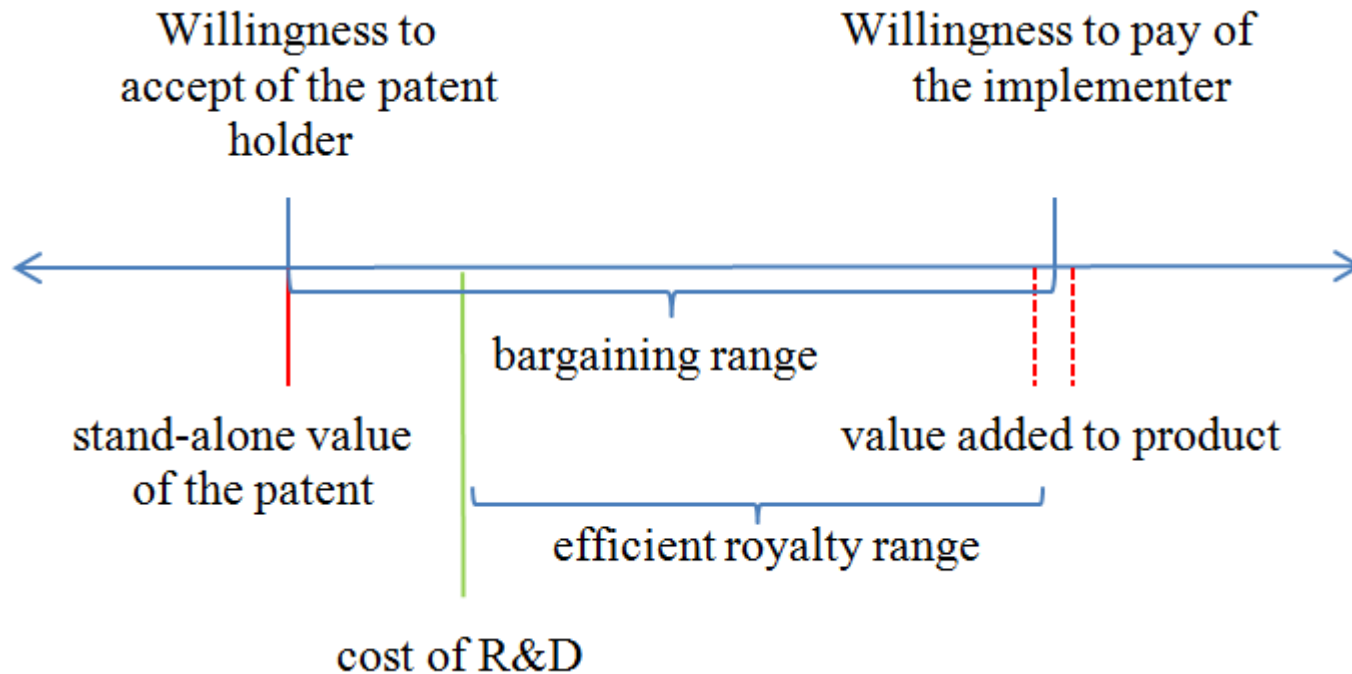 Willingness to
accept of the patent
holder
Willingness to pay of
the implementer
bargaining range
stand-alone value
of the patent
value added to product
efficient royalty range
cost of R&D